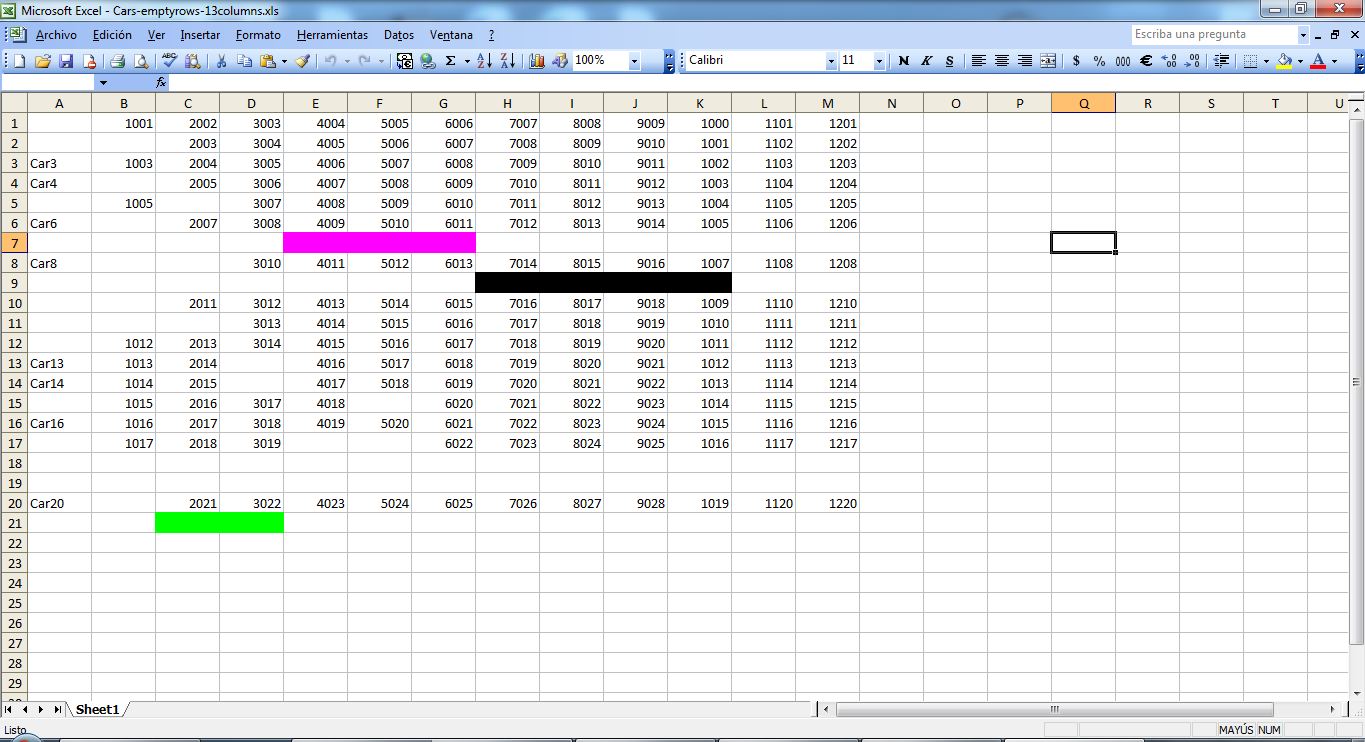 Microsoft Excel - Cars-emptyrows-13columns.xls
Archivo Edición Ver Insertar Formato Herramientas Datos Ventana ? Escriba una pregunta
100% Calibri 11 N K S $ % 000 €
fx
A B C D E F G H I J K L M N O P Q R S T U
1 1001 2002 3003 4004 5005 6006 7007 8008 9009 1000 1101 1201
2 2003 3004 4005 5006 6007 7008 8009 9010 1001 1102 1202
3 Car3 1003 2004 3005 4006 5007 6008 7009 8010 9011 1002 1103 1203
4 Car4 2005 3006 4007 5008 6009 7010 8011 9012 1003 1104 1204
5 1005 3007 4008 5009 6010 7011 8012 9013 1004 1105 1205
6 Car6 2007 3008 4009 5010 6011 7012 8013 9014 1005 1106 1206
7
8 Car8 3010 4011 5012 6013 7014 8015 9016 1007 1108 1208
9
10 2011 3012 4013 5014 6015 7016 8017 9018 1009 1110 1210
11 3013 4014 5015 6016 7017 8018 9019 1010 1111 1211
12 1012 2013 3014 4015 5016 6017 7018 8019 9020 1011 1112 1212
13 Car13 1013 2014 4016 5017 6018 7019 8020 9021 1012 1113 1213
14 Car14 1014 2015 4017 5018 6019 7020 8021 9022 1013 1114 1214
15 1015 2016 3017 4018 6020 7021 8022 9023 1014 1115 1215
16 Car16 1016 2017 3018 4019 5020 6021 7022 8023 9024 1015 1116 1216
17 1017 2018 3019 6022 7023 8024 9025 1016 1117 1217
18
19
20 Car20 2021 3022 4023 5024 6025 7026 8027 9028 1019 1120 1220
21
22
23
24
25
26
27
28
29
Sheet1
Listo MAYÚS NUM